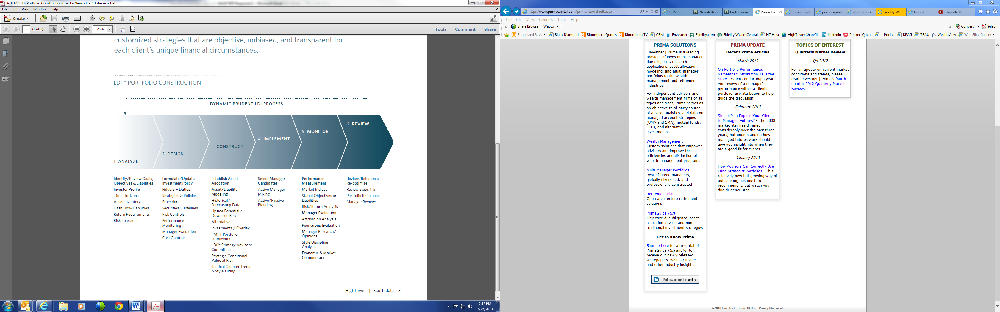 3c HTAS LDi Portfolio Construction Chart - New.pdf - Adobe Acrobat
File Edit View Window Help
Create
5 (1 of 1) 125% Tools Comment Share
customized strategies that are objective, unbiased, and transparent for
each client's unique financial circumstances.
LDI™ PORTFOLIO CONSTRUCTION
DYNAMIC PRUDENT LDI PROCESS
1 ANALYZE
2 DESIGN
3 CONSTRUCT
4 IMPLEMENT
5 MONITOR
6 REVIEW
Identify/Review Goals,
Objectives & Liabilities
Investor Profile
Time Horizons
Asset Inventory
Cash Flow-Liabilities
Return Requirements
Risk Tolerance
Formulate/Update
Investment Policy
Fiduciary Duties
Strategies & Policies
Procedures
Securities Guidelines
Risk Controls
Performance
Monitoring
Manager Evaluation
Cost Controls
Establish Asset
Allocation
Asset/Liability
Modeling
Historical/
Forecasting Data
Upside Potential /
Downside Risk
Alternative
Investments / Overlay
PMPT Portfolio
Framework
LDI™ Strategy Advisory
Committee
Strategic Conditional
Value at Risk
Tactical Counter-Trend
& Style Tilting
Select Manager
Candidates
Active Manager
Mixing
Active/Passive
Blending
Performance
Measurement
Market Indices
Stated Objectives or
Liabilities
Risk/Return Analysis
Manager Evaluation
Attribution Analysis
Peer Group Evaluation
Manager Research/
Opinions
Style Discipline
Analysis
Economic & Market
Commentary
Review/Rebalance
Re-optimize
Review Steps 1–5
Portfolio Rebalance
Manager Reviews
HighTower | Scottsdale 3
2:42 PM
3/25/2013
http://www.primacapital.com/primasite/default.aspx
HOST Newsletters ... hightowera... Prima Ca... Prima Capit... primacapital... what is berk... Fidelity Wea... Google Chipotle On...
File Edit View Favorites Tools Help
x Share Browser WebEx x Convert Select
Suggested Sites Black Diamond Bloomberg Quotes Bloomberg TV CRM Envestnet Fidelity.com Fidelity WealthCentral HT Host HighTower Sharefile LinkedIn Pocket Queue + Pocket RPAG TRAU WealthView Web Slice Gallery
PRIMA SOLUTIONS
Envestnet | Prima is a leading
provider of investment manager
due diligence, research
applications, asset allocation
modeling, and multi-manager
portfolios to the wealth
management and retirement
industries.
For independent advisors and
wealth management firms of all
types and sizes, Prima serves as
an objective third-party source
of advice, analytics, and data on
managed account strategies
(UMA and SMA), mutual funds,
ETFs, and alternative
investments.
Wealth Management
Custom solutions that empower
advisors and improve the
efficiencies and distinction of
wealth management programs
Multi-Manager Portfolios
Best-of-breed managers,
globally diversified, and
professionally constructed
Retirement Plan
Open architecture retirement
solutions
PrimaGuide Plus
Objective due diligence, asset
allocation advice, and non-
traditional investment strategies
Get to Know Prima
Sign up here for a free trial of
PrimaGuide Plus and/or to
receive our newly released
whitepapers, webinar invites,
and other industry insights.
in Follow us on LinkedIn
PRIMA UPDATE
Recent Prima Articles
March 2013
On Portfolio Performance,
Remember: Attribution Tells the
Story - When conducting a year-
end review of a manager's
performance within a client's
portfolio, use attribution to help
guide the discussion.
February 2013
Should You Expose Your Clients
to Managed Futures? - The 2008
market star has dimmed
considerably over the past three
years, but understanding how
managed futures work should
give you insight into when they
are a good fit for clients.
January 2013
How Advisors Can Correctly Use
Fund Strategist Portfolios - This
relatively new but growing way of
outsourcing has much to
recommend it, but watch your
due diligence step.
TOPICS OF INTEREST
Quarterly Market Review
Q4 2012
For an update on current market
conditions and trends, please
read Envestnet | Prima's fourth
quarter 2012 Quarterly Market
Review.
©2013 Envestnet Terms Of Use Privacy Statement